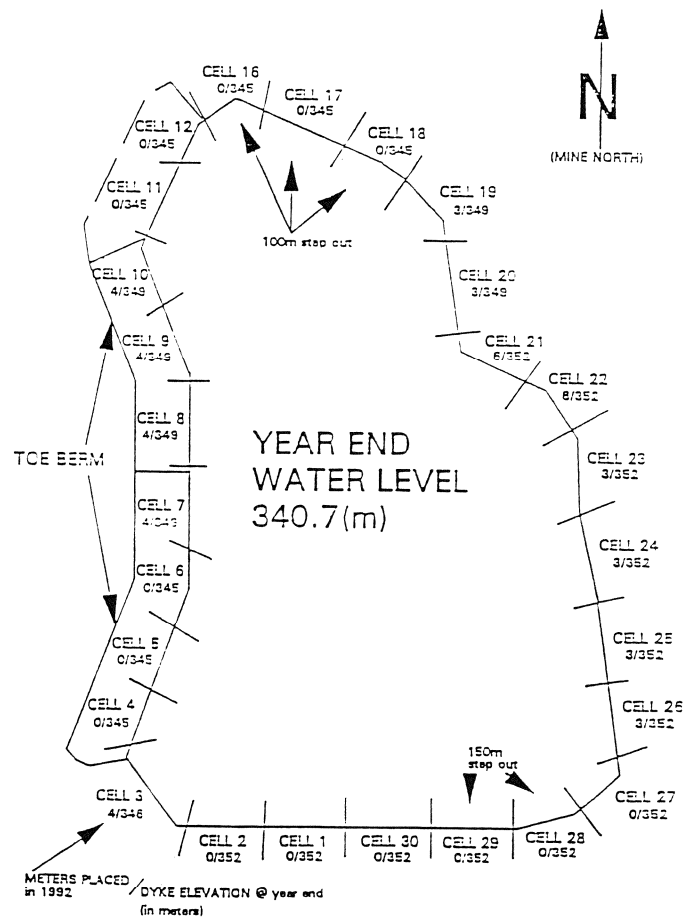 CELL 16
0/345
CELL 17
0/345
CELL 12
0/345
CELL 18
0/345
N
(MINE NORTH)
CELL 11
0/345
CELL 19
3/349
100m step out
CELL 10
4/349
CELL 20
3/349
CELL 9
4/349
CELL 21
6/352
CELL 22
6/352
CELL 8
4/349
TOE BERM
YEAR END
WATER LEVEL
340.7(m)
CELL 23
3/352
CELL 7
4/349
CELL 24
3/352
CELL 6
0/345
CELL 5
0/345
CELL 25
3/352
CELL 4
0/345
CELL 26
3/352
150m
step out
CELL 3
4/346
CELL 27
0/352
CELL 2
0/352
CELL 1
0/352
CELL 30
0/352
CELL 29
0/352
CELL 28
0/352
METERS PLACED
in 1992
/DYKE ELEVATION @ year end
(in meters)